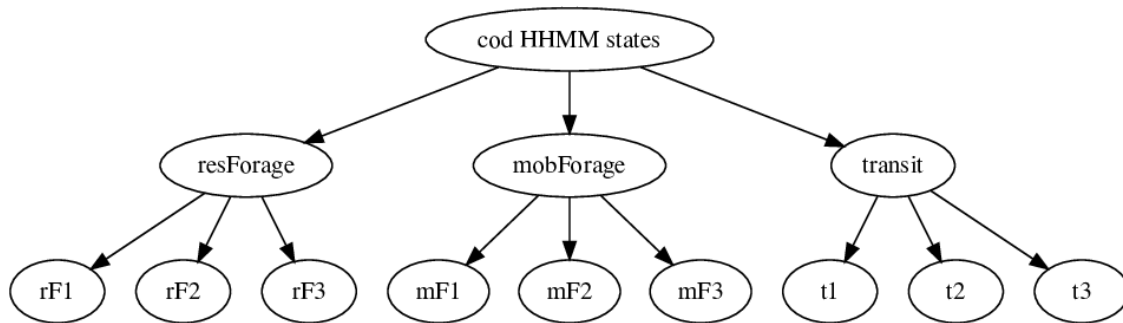 cod HHMM states
resForage mobForage transit
rF1 rF2 rF3 mF1 mF2 mF3 t1 t2 t3